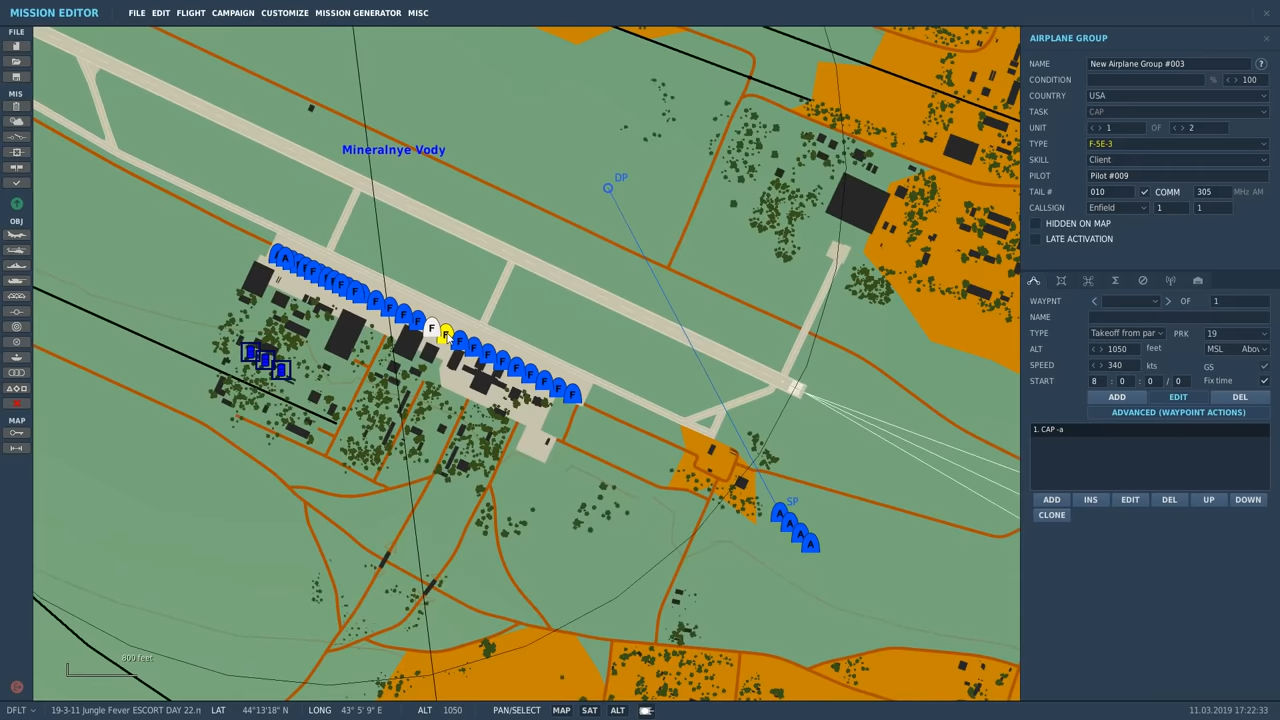 MISSION EDITOR FILE EDIT FLIGHT CAMPAIGN CUSTOMIZE MISSION GENERATOR MISC
FILE
MIS
OBJ
MAP
Mineralnye Vody
DP
SP
A
F F F F F F F
F F F F F F F F F
A A A A
800 feet
AIRPLANE GROUP
NAME New Airplane Group #003 ?
CONDITION % < > 100
COUNTRY USA
TASK CAP
UNIT < > 1 OF < > 2
TYPE F-5E-3
SKILL Client
PILOT Pilot #009
TAIL # 010 COMM 305 MHz AM
CALLSIGN Enfield 1 1
HIDDEN ON MAP
LATE ACTIVATION
WAYPNT OF 1
NAME
TYPE Takeoff from par PRK 19
ALT < > 1050 feet MSL Abov
SPEED < > 340 kts GS
START 8 : 0 : 0 / 0 Fix time
ADD EDIT DEL
ADVANCED (WAYPOINT ACTIONS)
1. CAP -a
ADD INS EDIT DEL UP DOWN
CLONE
DFLT 19-3-11 Jungle Fever ESCORT DAY 22.m LAT 44°13'18" N LONG 43° 5' 9" E ALT 1050 PAN/SELECT MAP SAT ALT 11.03.2019 17:22:33